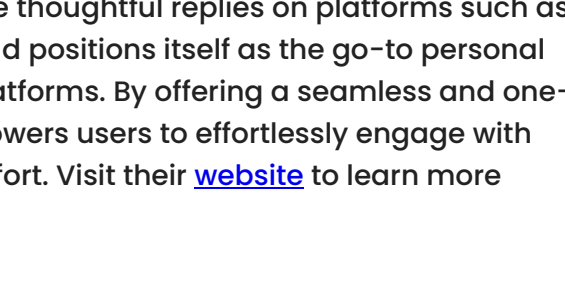 thoughtful replies on platforms such as
d positions itself as the go-to personal
atforms. By offering a seamless and one-
owers users to effortlessly engage with
fort. Visit their website to learn more